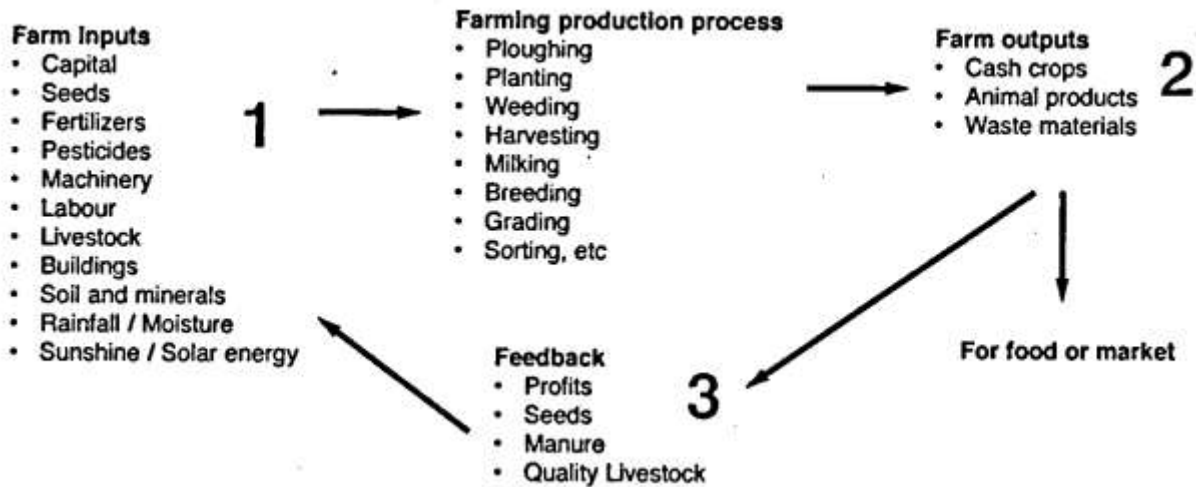 Farm inputs
• Capital
• Seeds
• Fertilizers
• Pesticides
• Machinery
• Labour
• Livestock
• Buildings
• Soil and minerals
• Rainfall / Moisture
• Sunshine / Solar energy
1
Farming production process
• Ploughing
• Planting
• Weeding
• Harvesting
• Milking
• Breeding
• Grading
• Sorting, etc
Farm outputs
• Cash crops
• Animal products
• Waste materials
2
For food or market
Feedback
• Profits
• Seeds
• Manure
• Quality Livestock
3